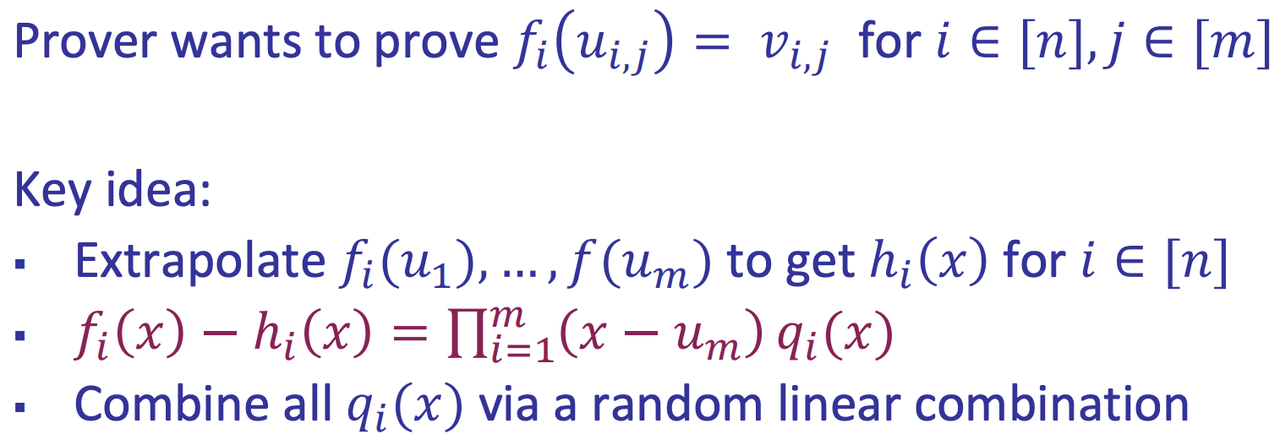 Prover wants to prove $f_i(u_{i,j}) = v_{i,j}$ for $i \in [n], j \in [m]$
Key idea:
▪ Extrapolate $f_i(u_1), \ldots, f(u_m)$ to get $h_i(x)$ for $i \in [n]$
▪ $f_i(x) - h_i(x) = \prod_{i=1}^{m}(x - u_m)\, q_i(x)$
▪ Combine all $q_i(x)$ via a random linear combination